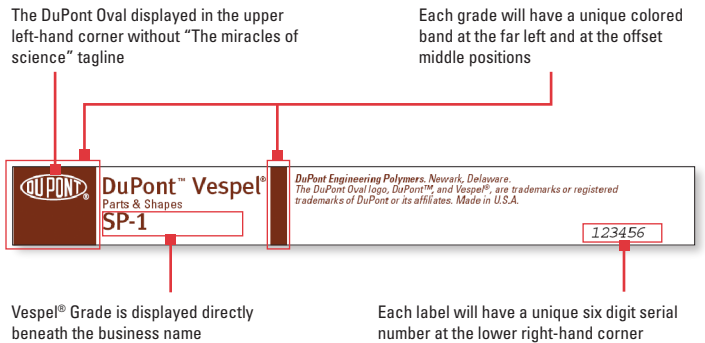 The DuPont Oval displayed in the upper
left-hand corner without “The miracles of
science” tagline
Each grade will have a unique colored
band at the far left and at the offset
middle positions
DUPONT
DuPont™ Vespel®
Parts & Shapes
SP-1
DuPont Engineering Polymers. Newark, Delaware.
The DuPont Oval logo, DuPont™, and Vespel®, are trademarks or registered
trademarks of DuPont or its affiliates. Made in U.S.A.
123456
Vespel® Grade is displayed directly
beneath the business name
Each label will have a unique six digit serial
number at the lower right-hand corner